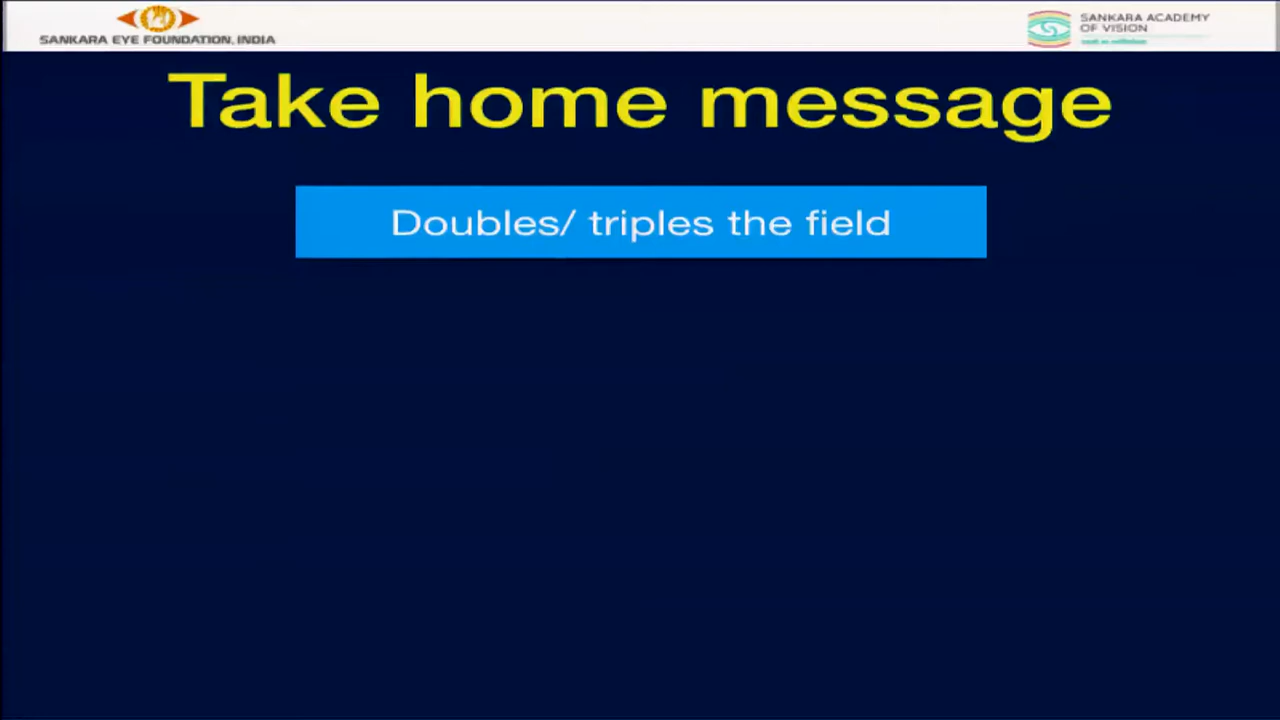 SANKARA EYE FOUNDATION, INDIA
SANKARA ACADEMY
OF VISION
Take home message
Doubles/ triples the field